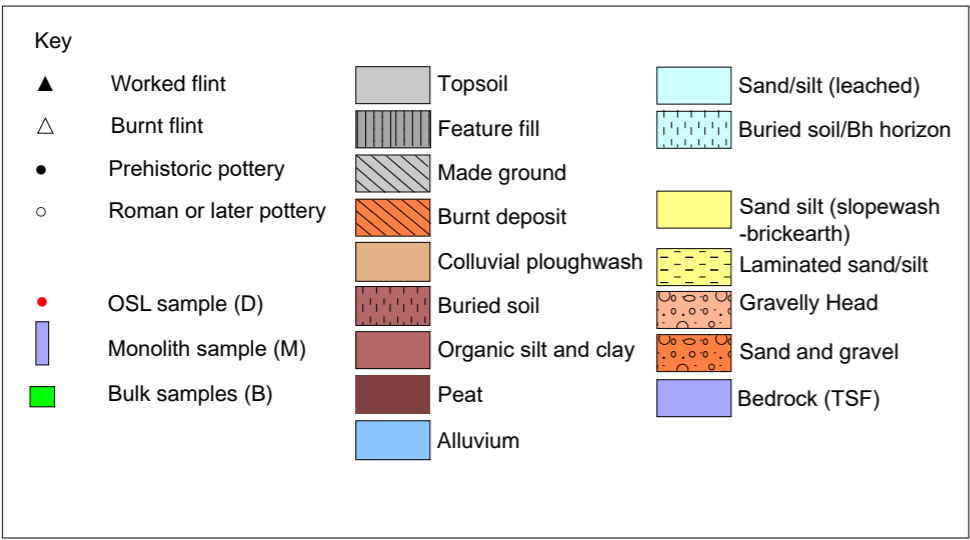 Key
Worked flint
Burnt flint
Prehistoric pottery
Roman or later pottery
OSL sample (D)
Monolith sample (M)
Bulk samples (B)
Topsoil
Feature fill
Made ground
Burnt deposit
Colluvial ploughwash
Buried soil
Organic silt and clay
Peat
Alluvium
Sand/silt (leached)
Buried soil/Bh horizon
Sand silt (slopewash
-brickearth)
Laminated sand/silt
Gravelly Head
Sand and gravel
Bedrock (TSF)